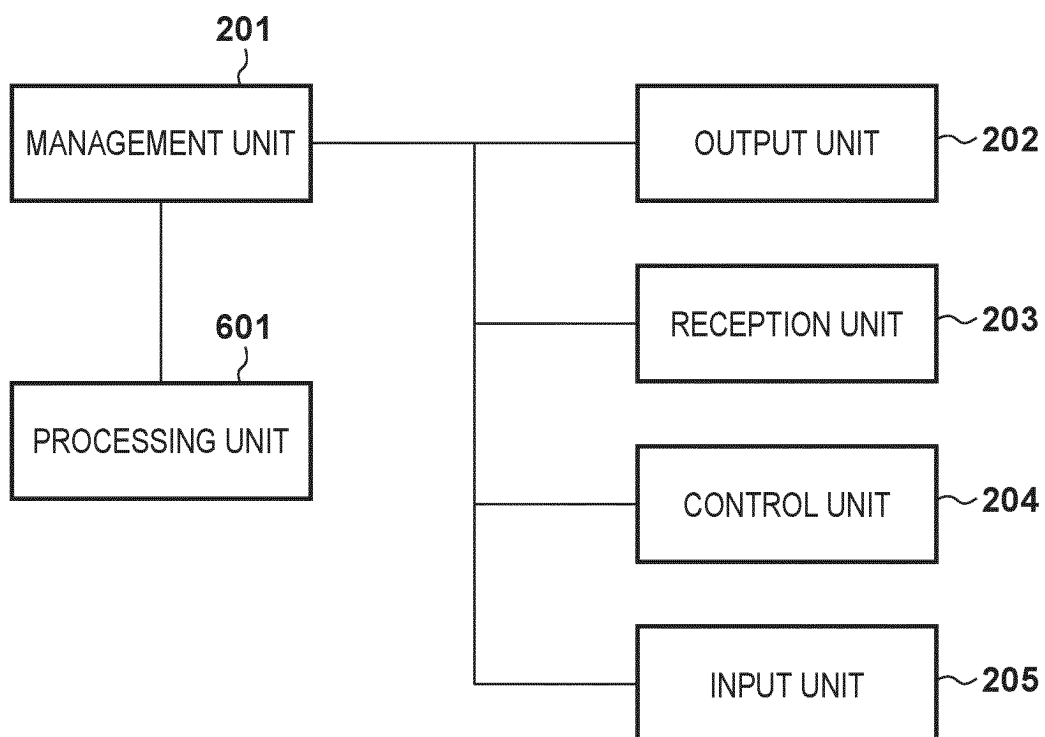 201
MANAGEMENT UNIT
OUTPUT UNIT
202
RECEPTION UNIT
203
601
PROCESSING UNIT
CONTROL UNIT
204
INPUT UNIT
205